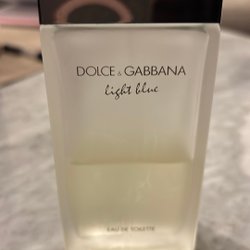 DOLCE & GABBANA
light blue
EAU DE TOILETTE